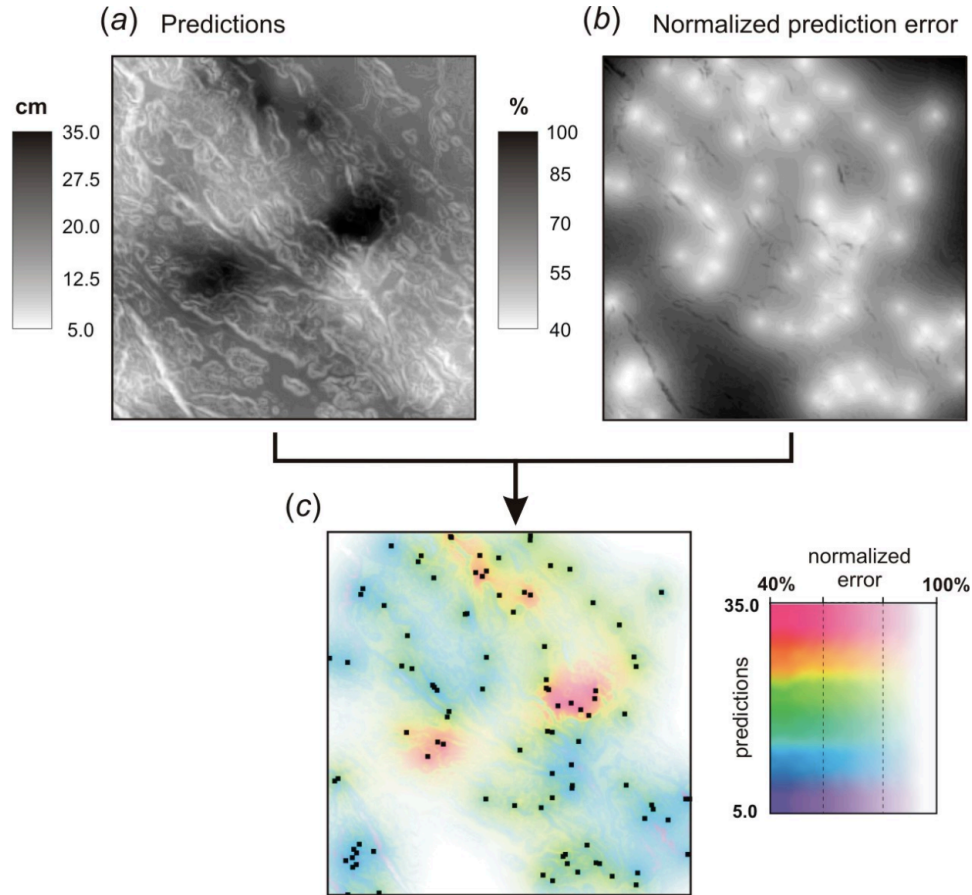 (a) Predictions
(b) Normalized prediction error
cm
35.0
27.5
20.0
12.5
5.0
%
100
85
70
55
40
(c)
normalized
error
40% 100%
35.0
predictions
5.0